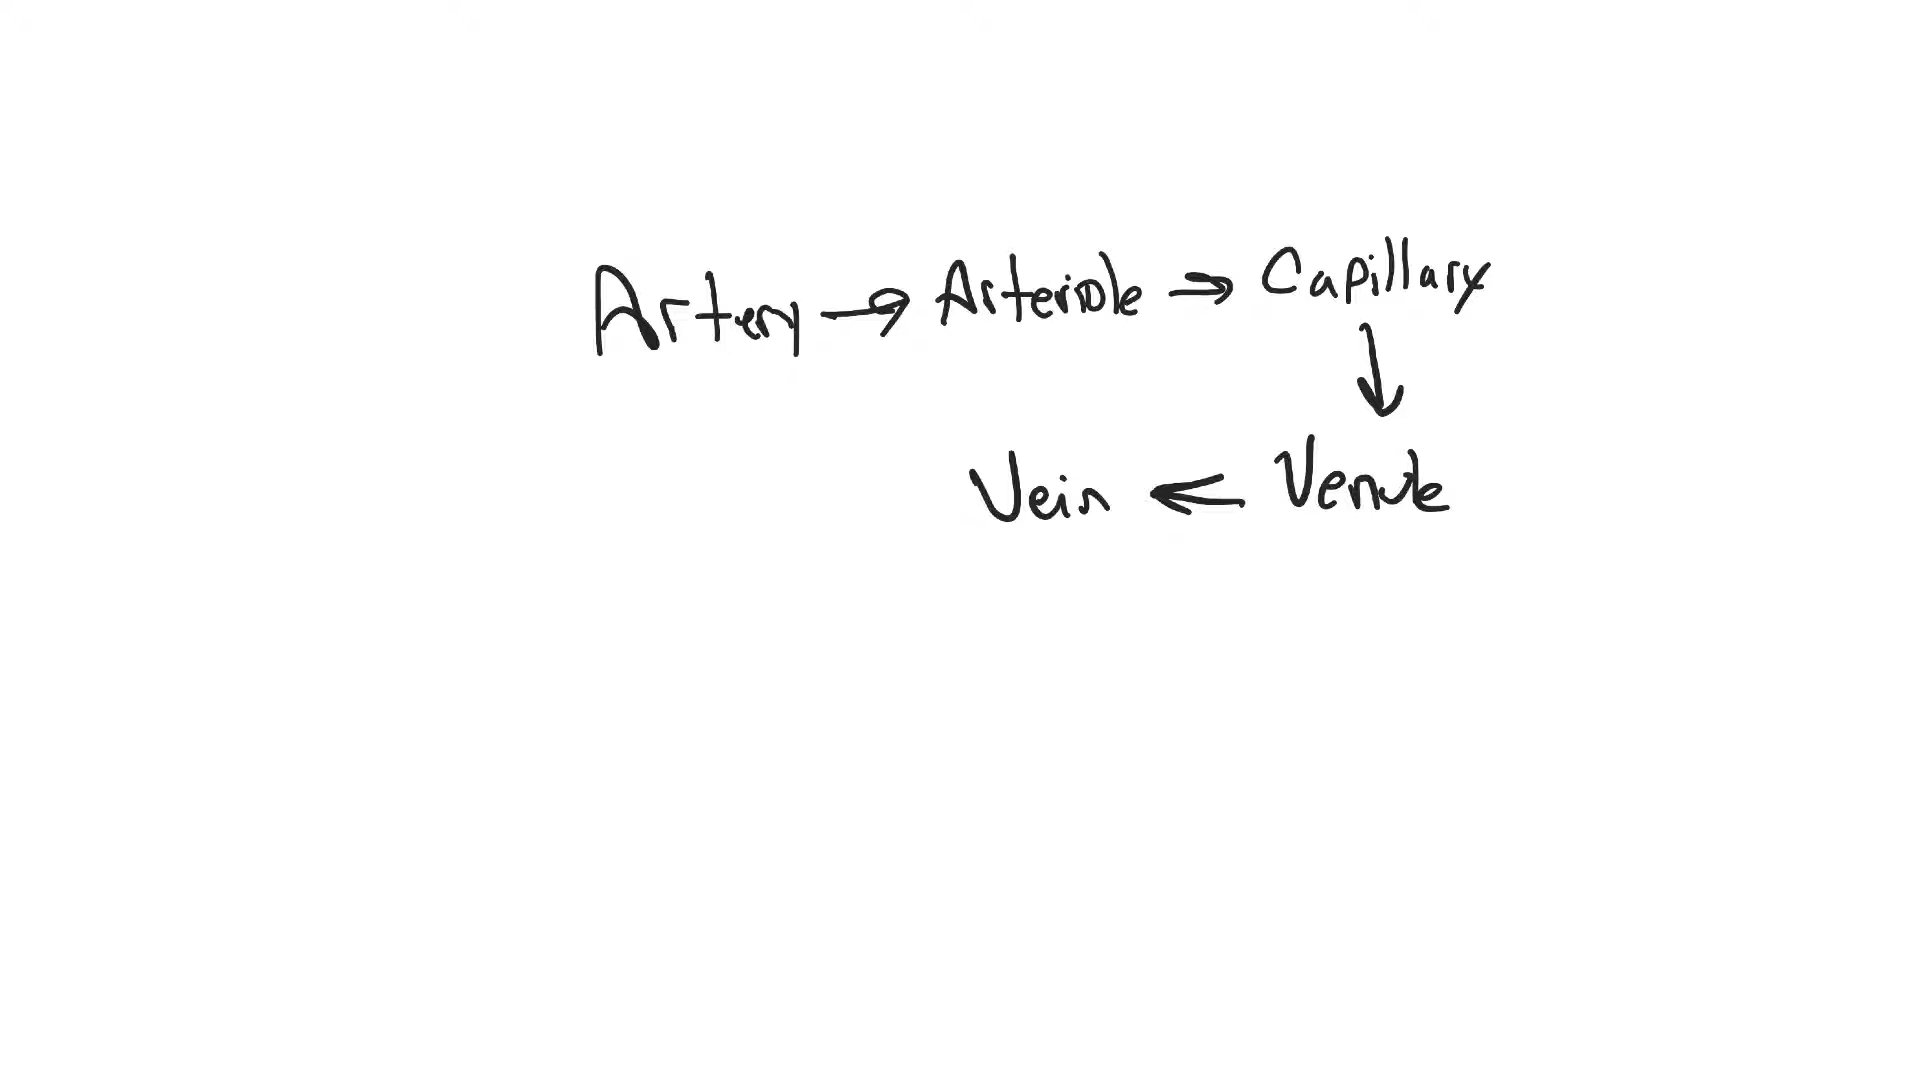 Artery → Arteriole → Capillary
↓
Vein ← Venule